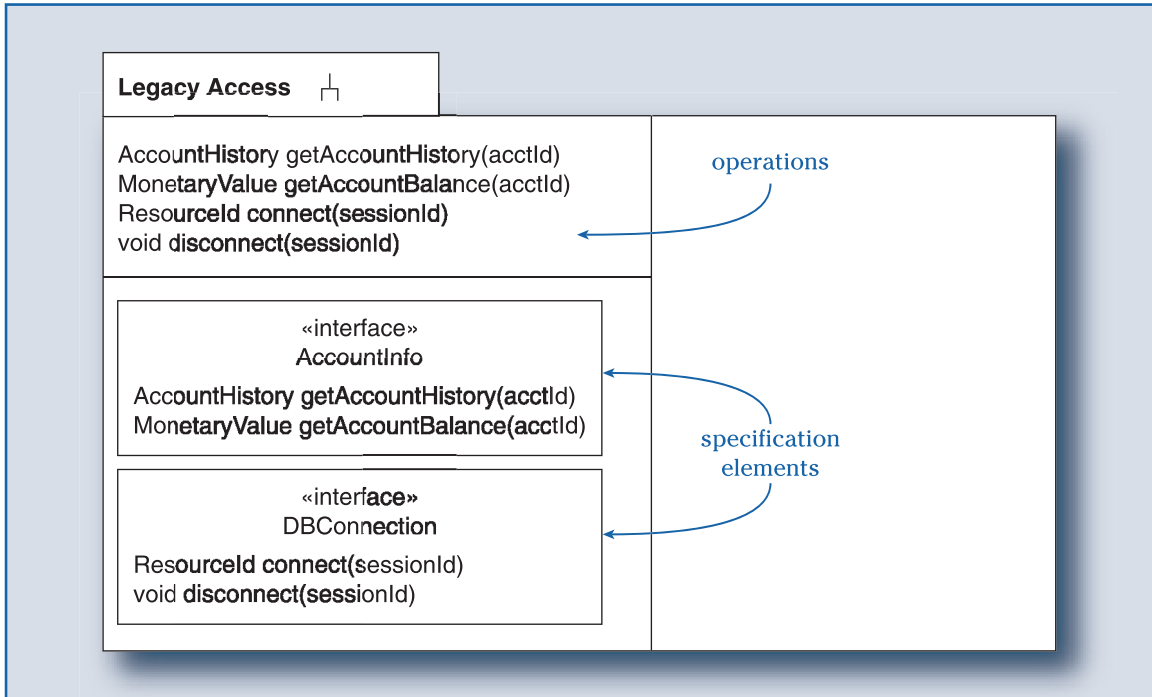 Legacy Access
AccountHistory getAccountHistory(acctId)
MonetaryValue getAccountBalance(acctId)
ResourceId connect(sessionId)
void disconnect(sessionId)
operations
«interface»
AccountInfo
AccountHistory getAccountHistory(acctId)
MonetaryValue getAccountBalance(acctId)
specification
elements
«interface»
DBConnection
ResourceId connect(sessionId)
void disconnect(sessionId)